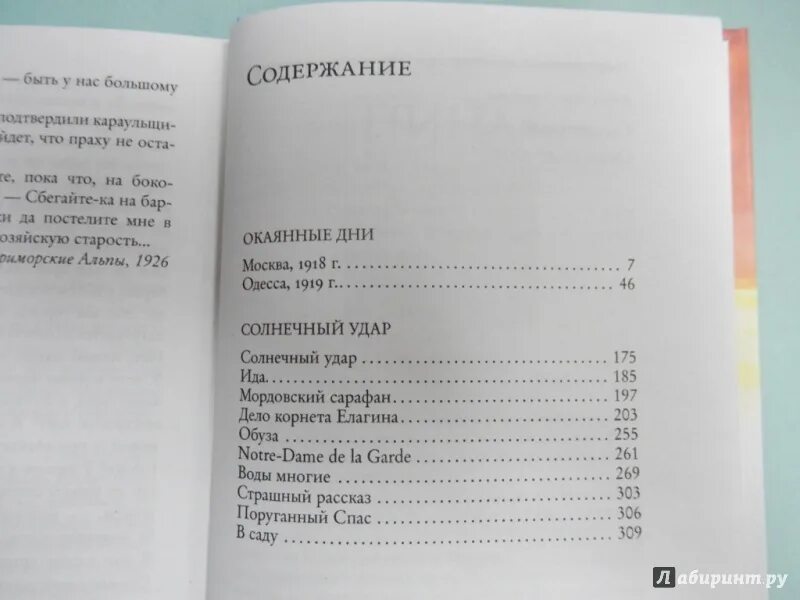 — быть у нас большому
подтвердили караульщи-
йдет, что праху не оста-
те, пока что, на боко-
— Сбегайте-ка на бар-
ки да постелите мне в
озяйскую старость...
риморские Альпы, 1926
Содержание
ОКАЯННЫЕ ДНИ
Москва, 1918 г. .......... 7
Одесса, 1919 г. .......... 46
СОЛНЕЧНЫЙ УДАР
Солнечный удар .......... 175
Ида .......... 185
Мордовский сарафан .......... 197
Дело корнета Елагина .......... 203
Обуза .......... 255
Notre-Dame de la Garde .......... 261
Воды многие .......... 269
Страшный рассказ .......... 303
Поруганный Спас .......... 306
В саду .......... 309
Лабиринт.ру